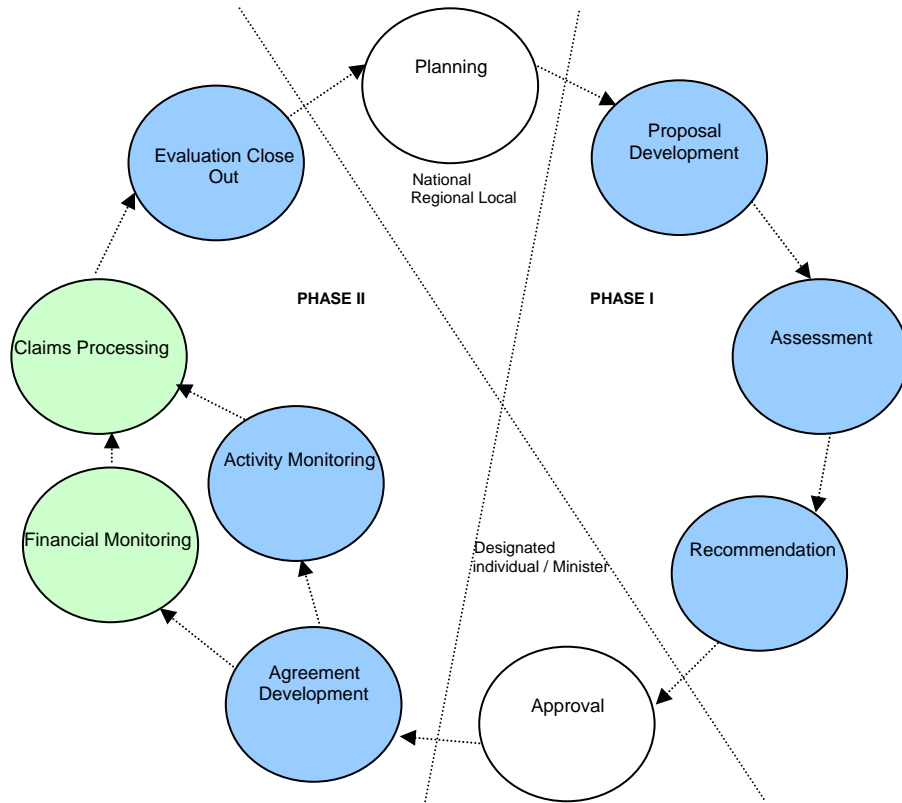 Planning
National
Regional Local
Proposal
Development
Evaluation Close
Out
PHASE II
PHASE I
Assessment
Claims Processing
Activity Monitoring
Recommendation
Financial Monitoring
Designated
individual / Minister
Agreement
Development
Approval